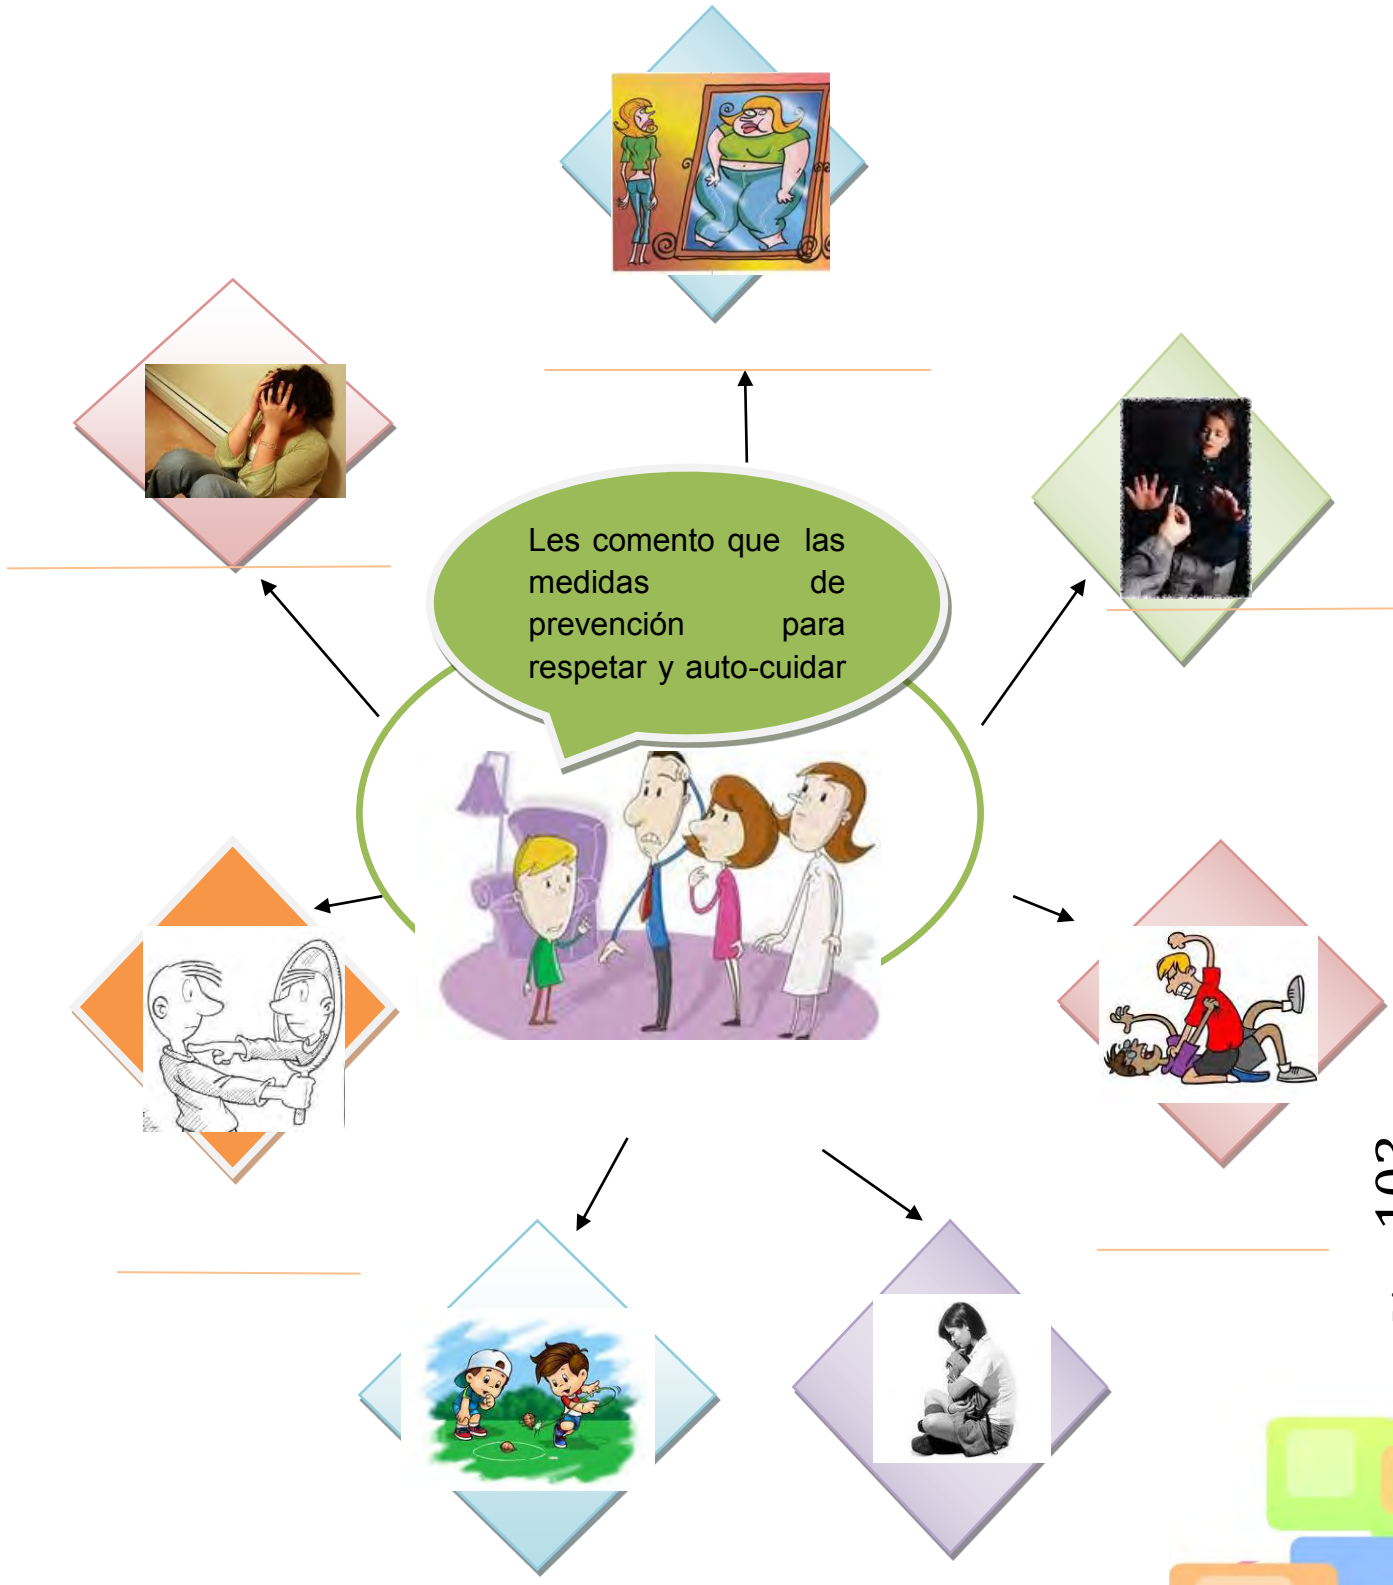 Les comento que las
medidas de
prevención para
respetar y auto-cuidar